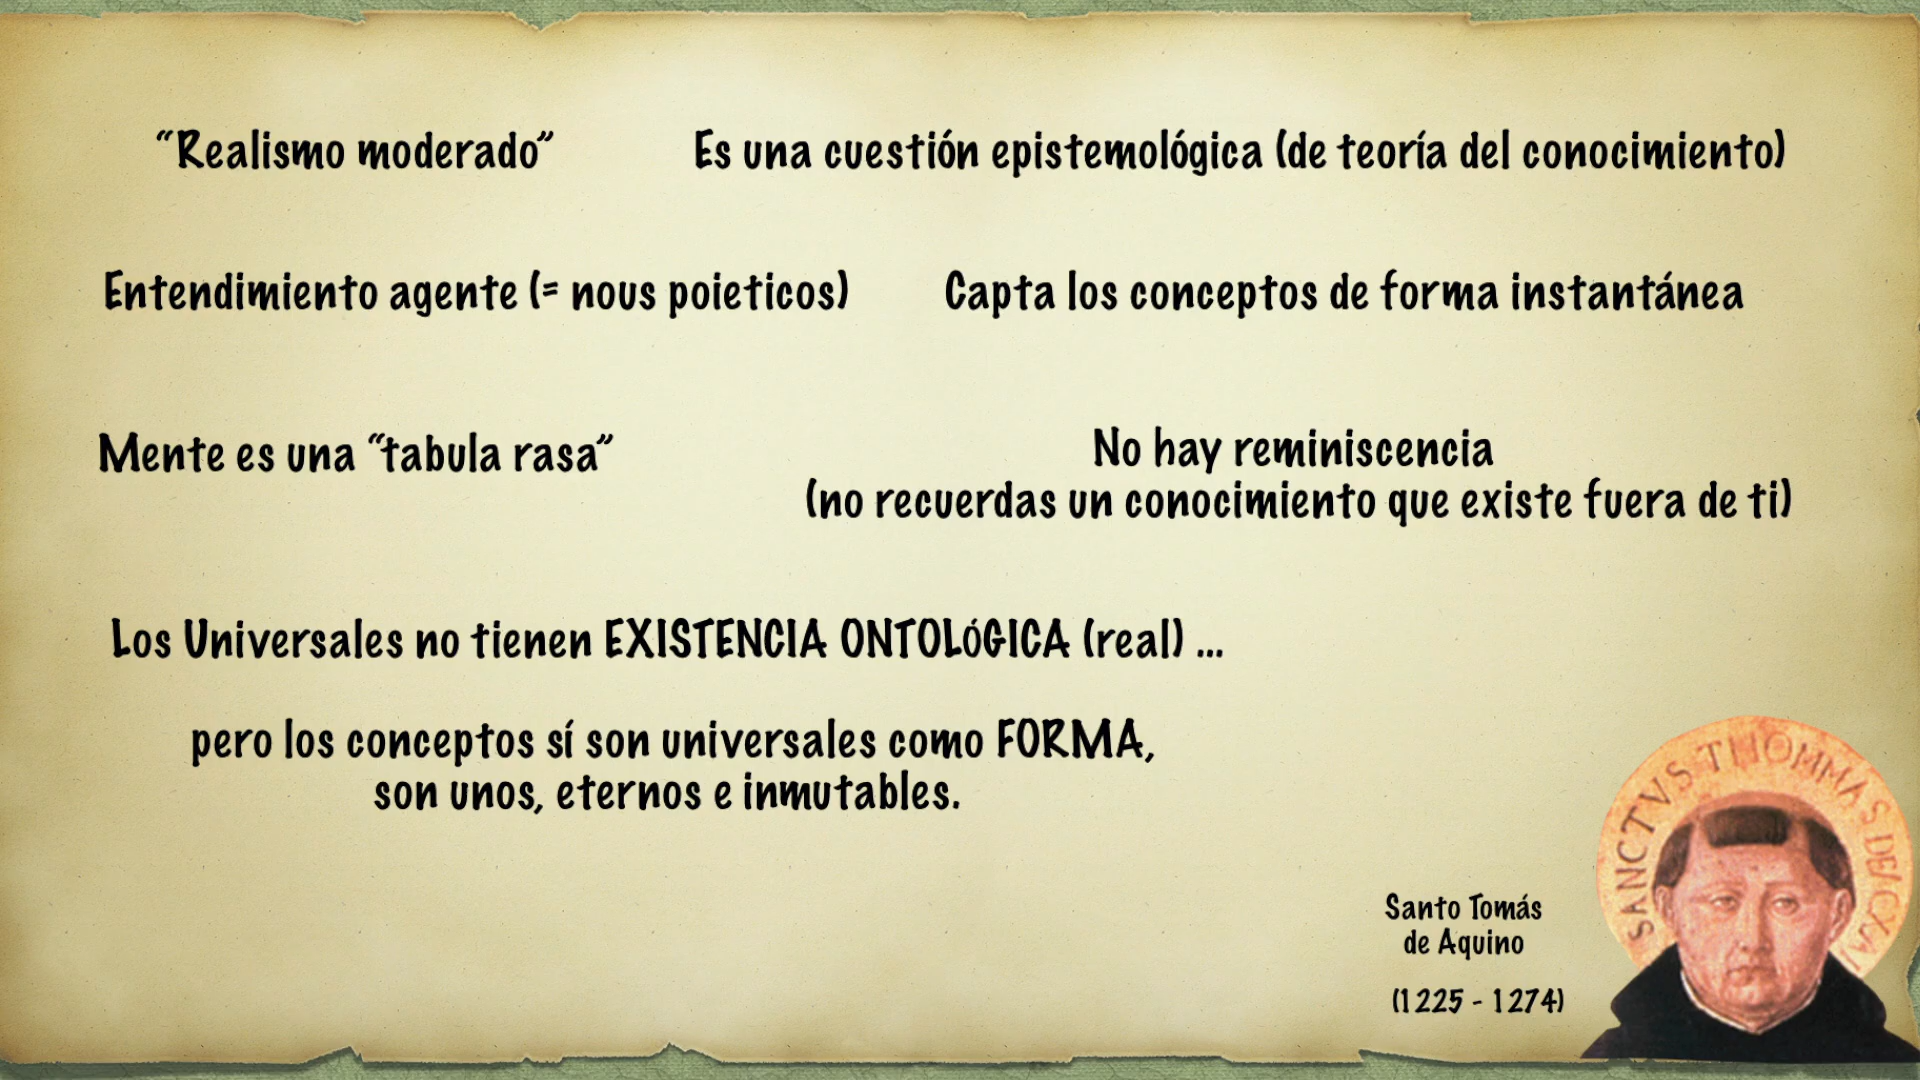 “Realismo moderado”
Es una cuestión epistemológica (de teoría del conocimiento)
Entendimiento agente (= nous poieticos)
Capta los conceptos de forma instantánea
Mente es una “tabula rasa”
No hay reminiscencia
(no recuerdas un conocimiento que existe fuera de ti)
Los Universales no tienen EXISTENCIA ONTOLóGICA (real) ...
pero los conceptos sí son universales como FORMA,
son unos, eternos e inmutables.
Santo Tomás
de Aquino
(1225 - 1274)
SANCTVS THOMMAS DE